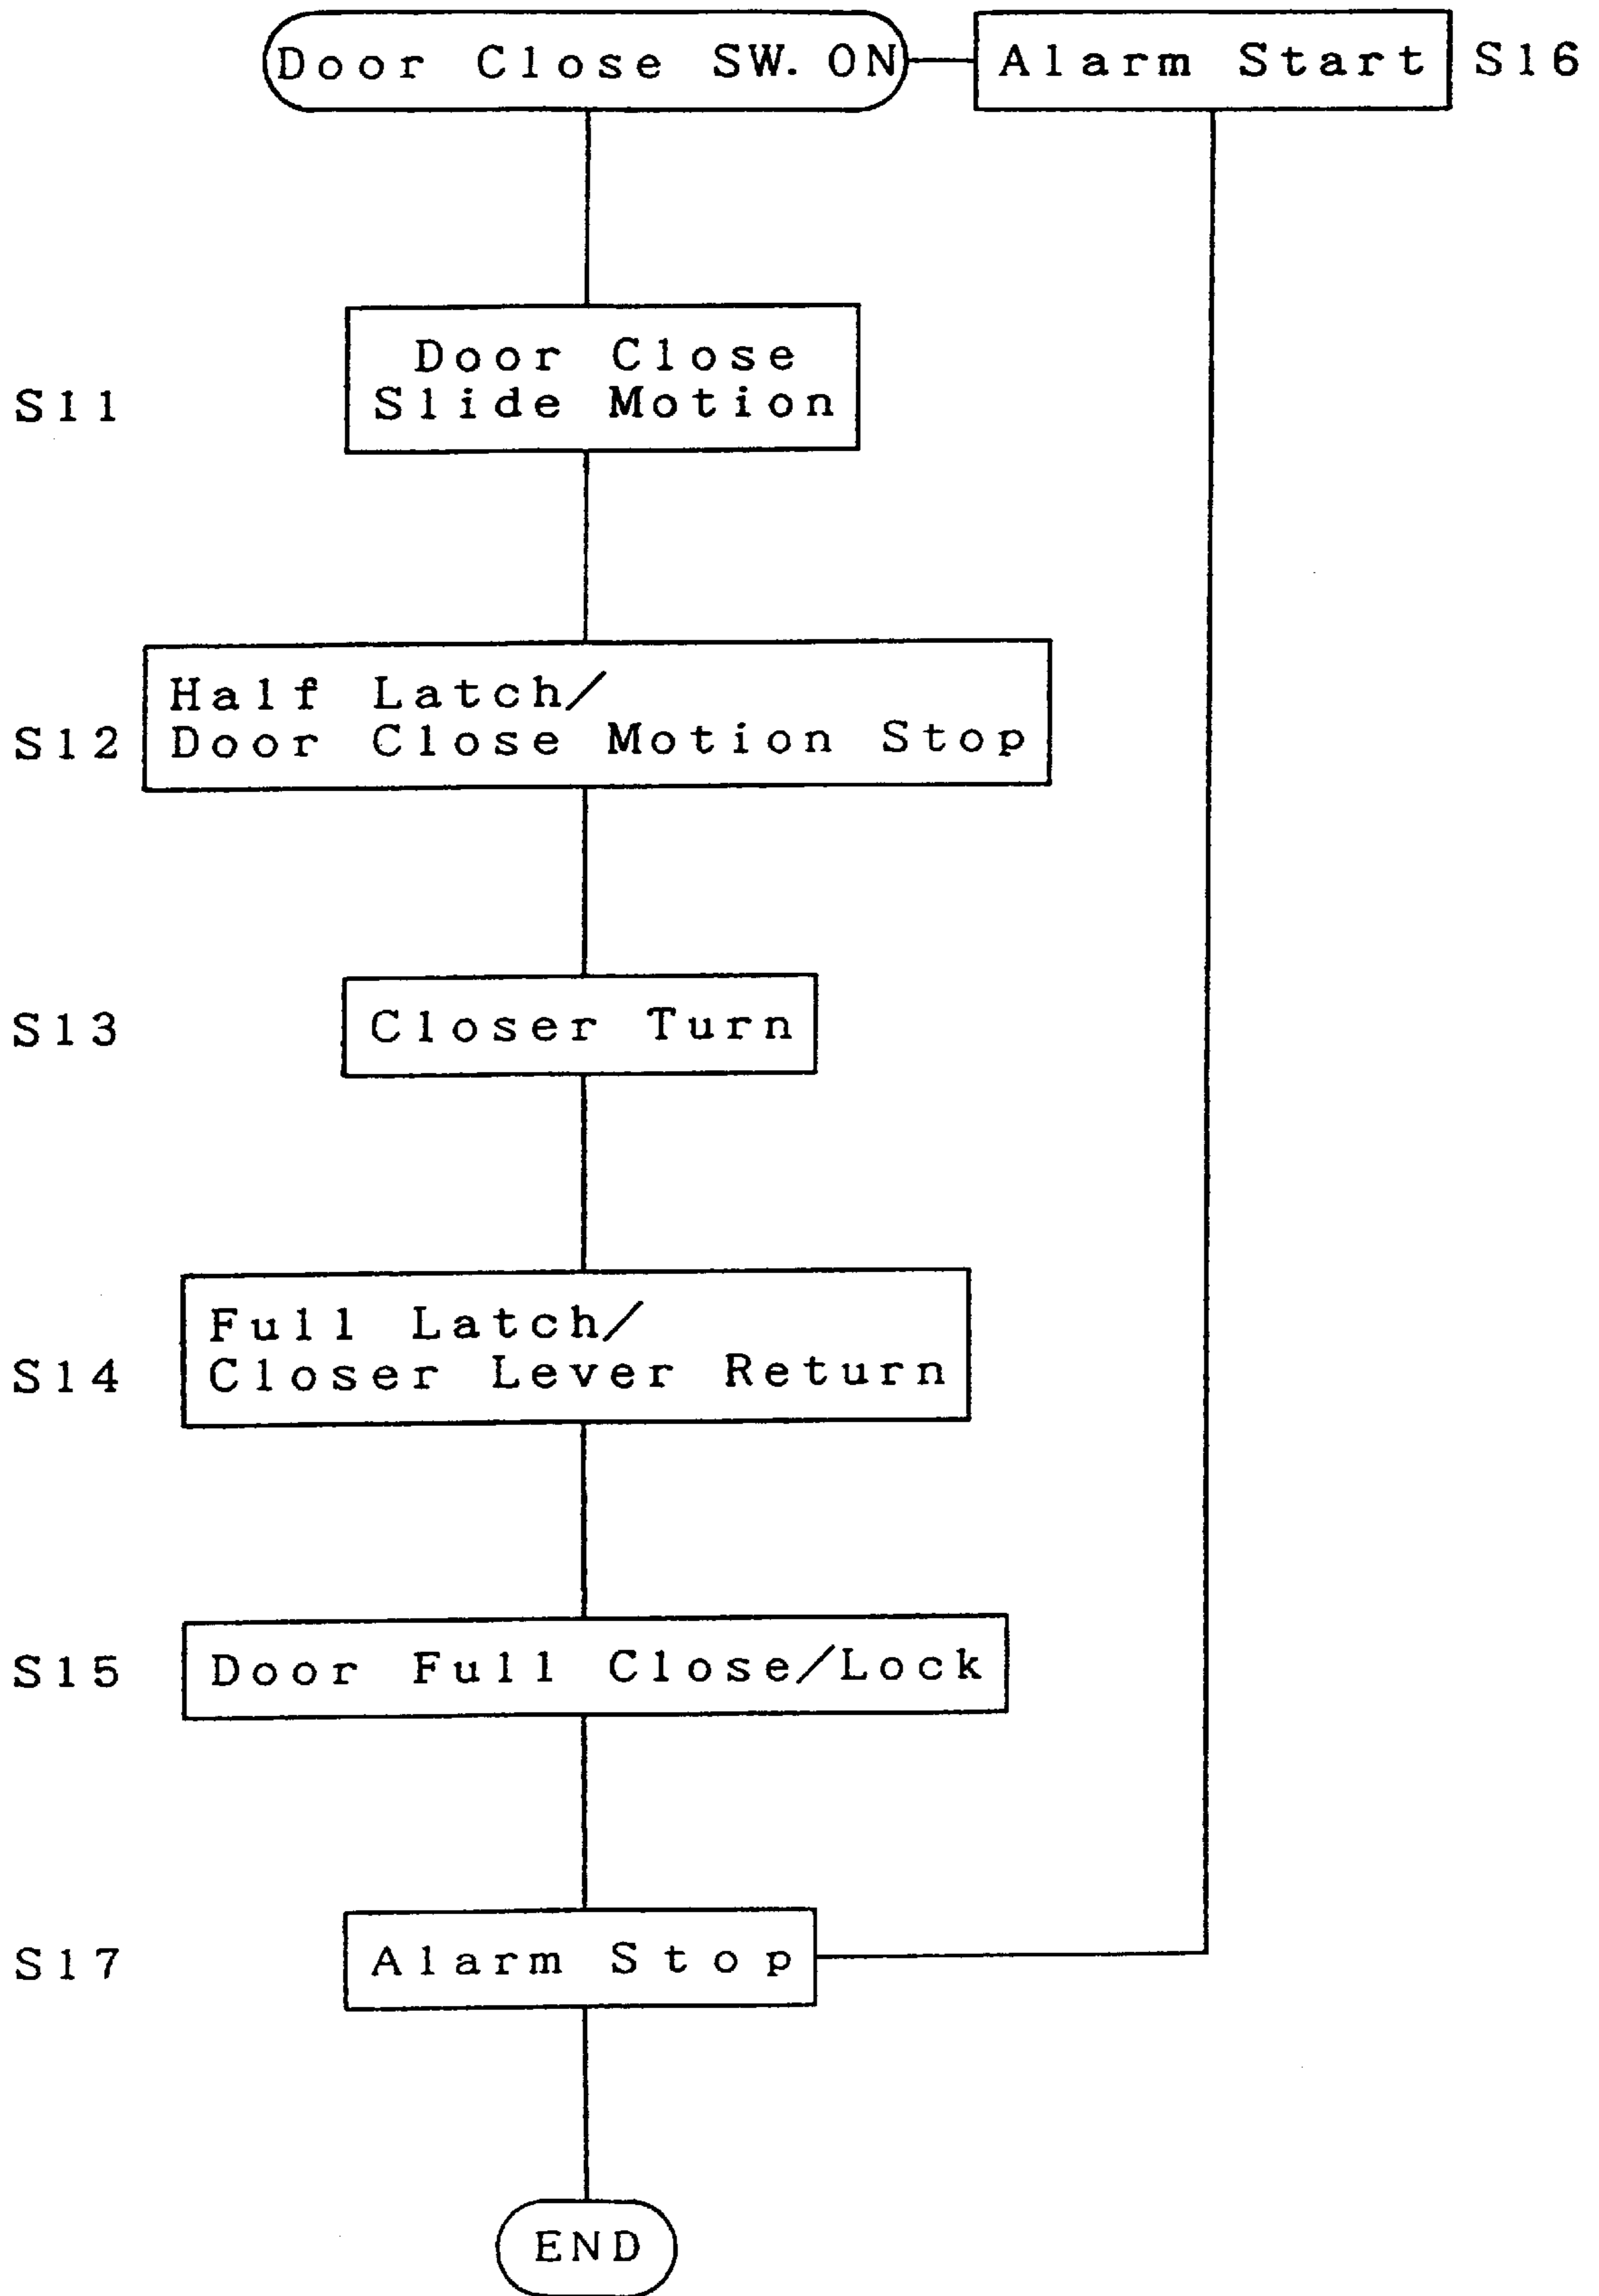 Door Close SW. ON
Alarm Start S16
Door Close
S11 Slide Motion
Half Latch/
S12 Door Close Motion Stop
S13 Closer Turn
Full Latch/
S14 Closer Lever Return
S15 Door Full Close/Lock
S17 Alarm Stop
END